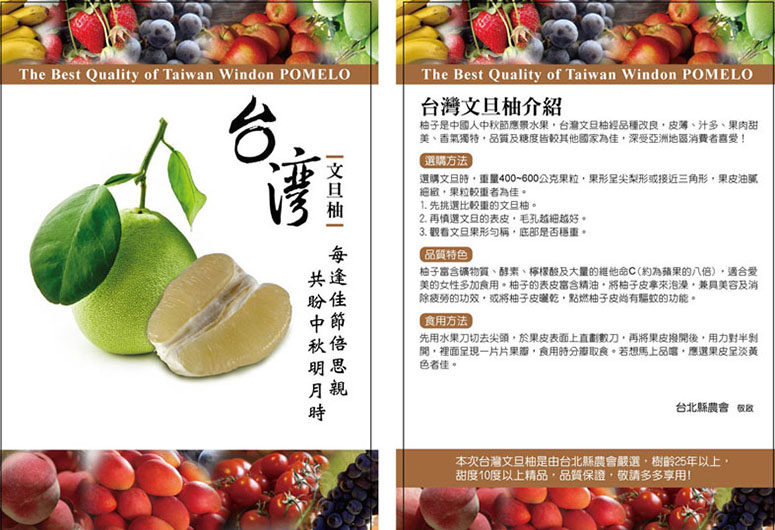 The Best Quality of Taiwan Windon POMELO
台灣
文旦柚
每逢佳節倍思親
共盼中秋明月時
The Best Quality of Taiwan Windon POMELO
台灣文旦柚介紹
柚子是中國人中秋節應景水果，台灣文旦柚經品種改良，皮薄、汁多、果肉甜
美、香氣獨特，品質及糖度皆較其他國家為佳，深受亞洲地區消費者喜愛！
選購方法
選購文旦時，重量400~600公克果粒，果形呈尖梨形或接近三角形，果皮油膩
細緻，果粒較重者為佳。
1. 先挑選比較重的文旦柚。
2. 再慎選文旦的表皮，毛孔越細越好。
3. 觀看文旦果形勻稱，底部是否穩重。
品質特色
柚子富含礦物質、酵素、檸檬酸及大量的維他命C（約為蘋果的八倍），適合愛
美的女性多加食用。柚子的表皮富含精油，將柚子皮拿來泡澡，兼具美容及消
除疲勞的功效，或將柚子皮曬乾，點燃柚子皮尚有驅蚊的功能。
食用方法
先用水果刀切去尖頭，於果皮表面上直劃數刀，再將果皮撥開後，用力對半剝
開，裡面呈現一片片果瓣，食用時分瓣取食。若想馬上品嚐，應選果皮呈淡黃
色者佳。
台北縣農會 敬啟
本次台灣文旦柚是由台北縣農會嚴選，樹齡25年以上，
甜度10度以上精品，品質保證，敬請多多享用！